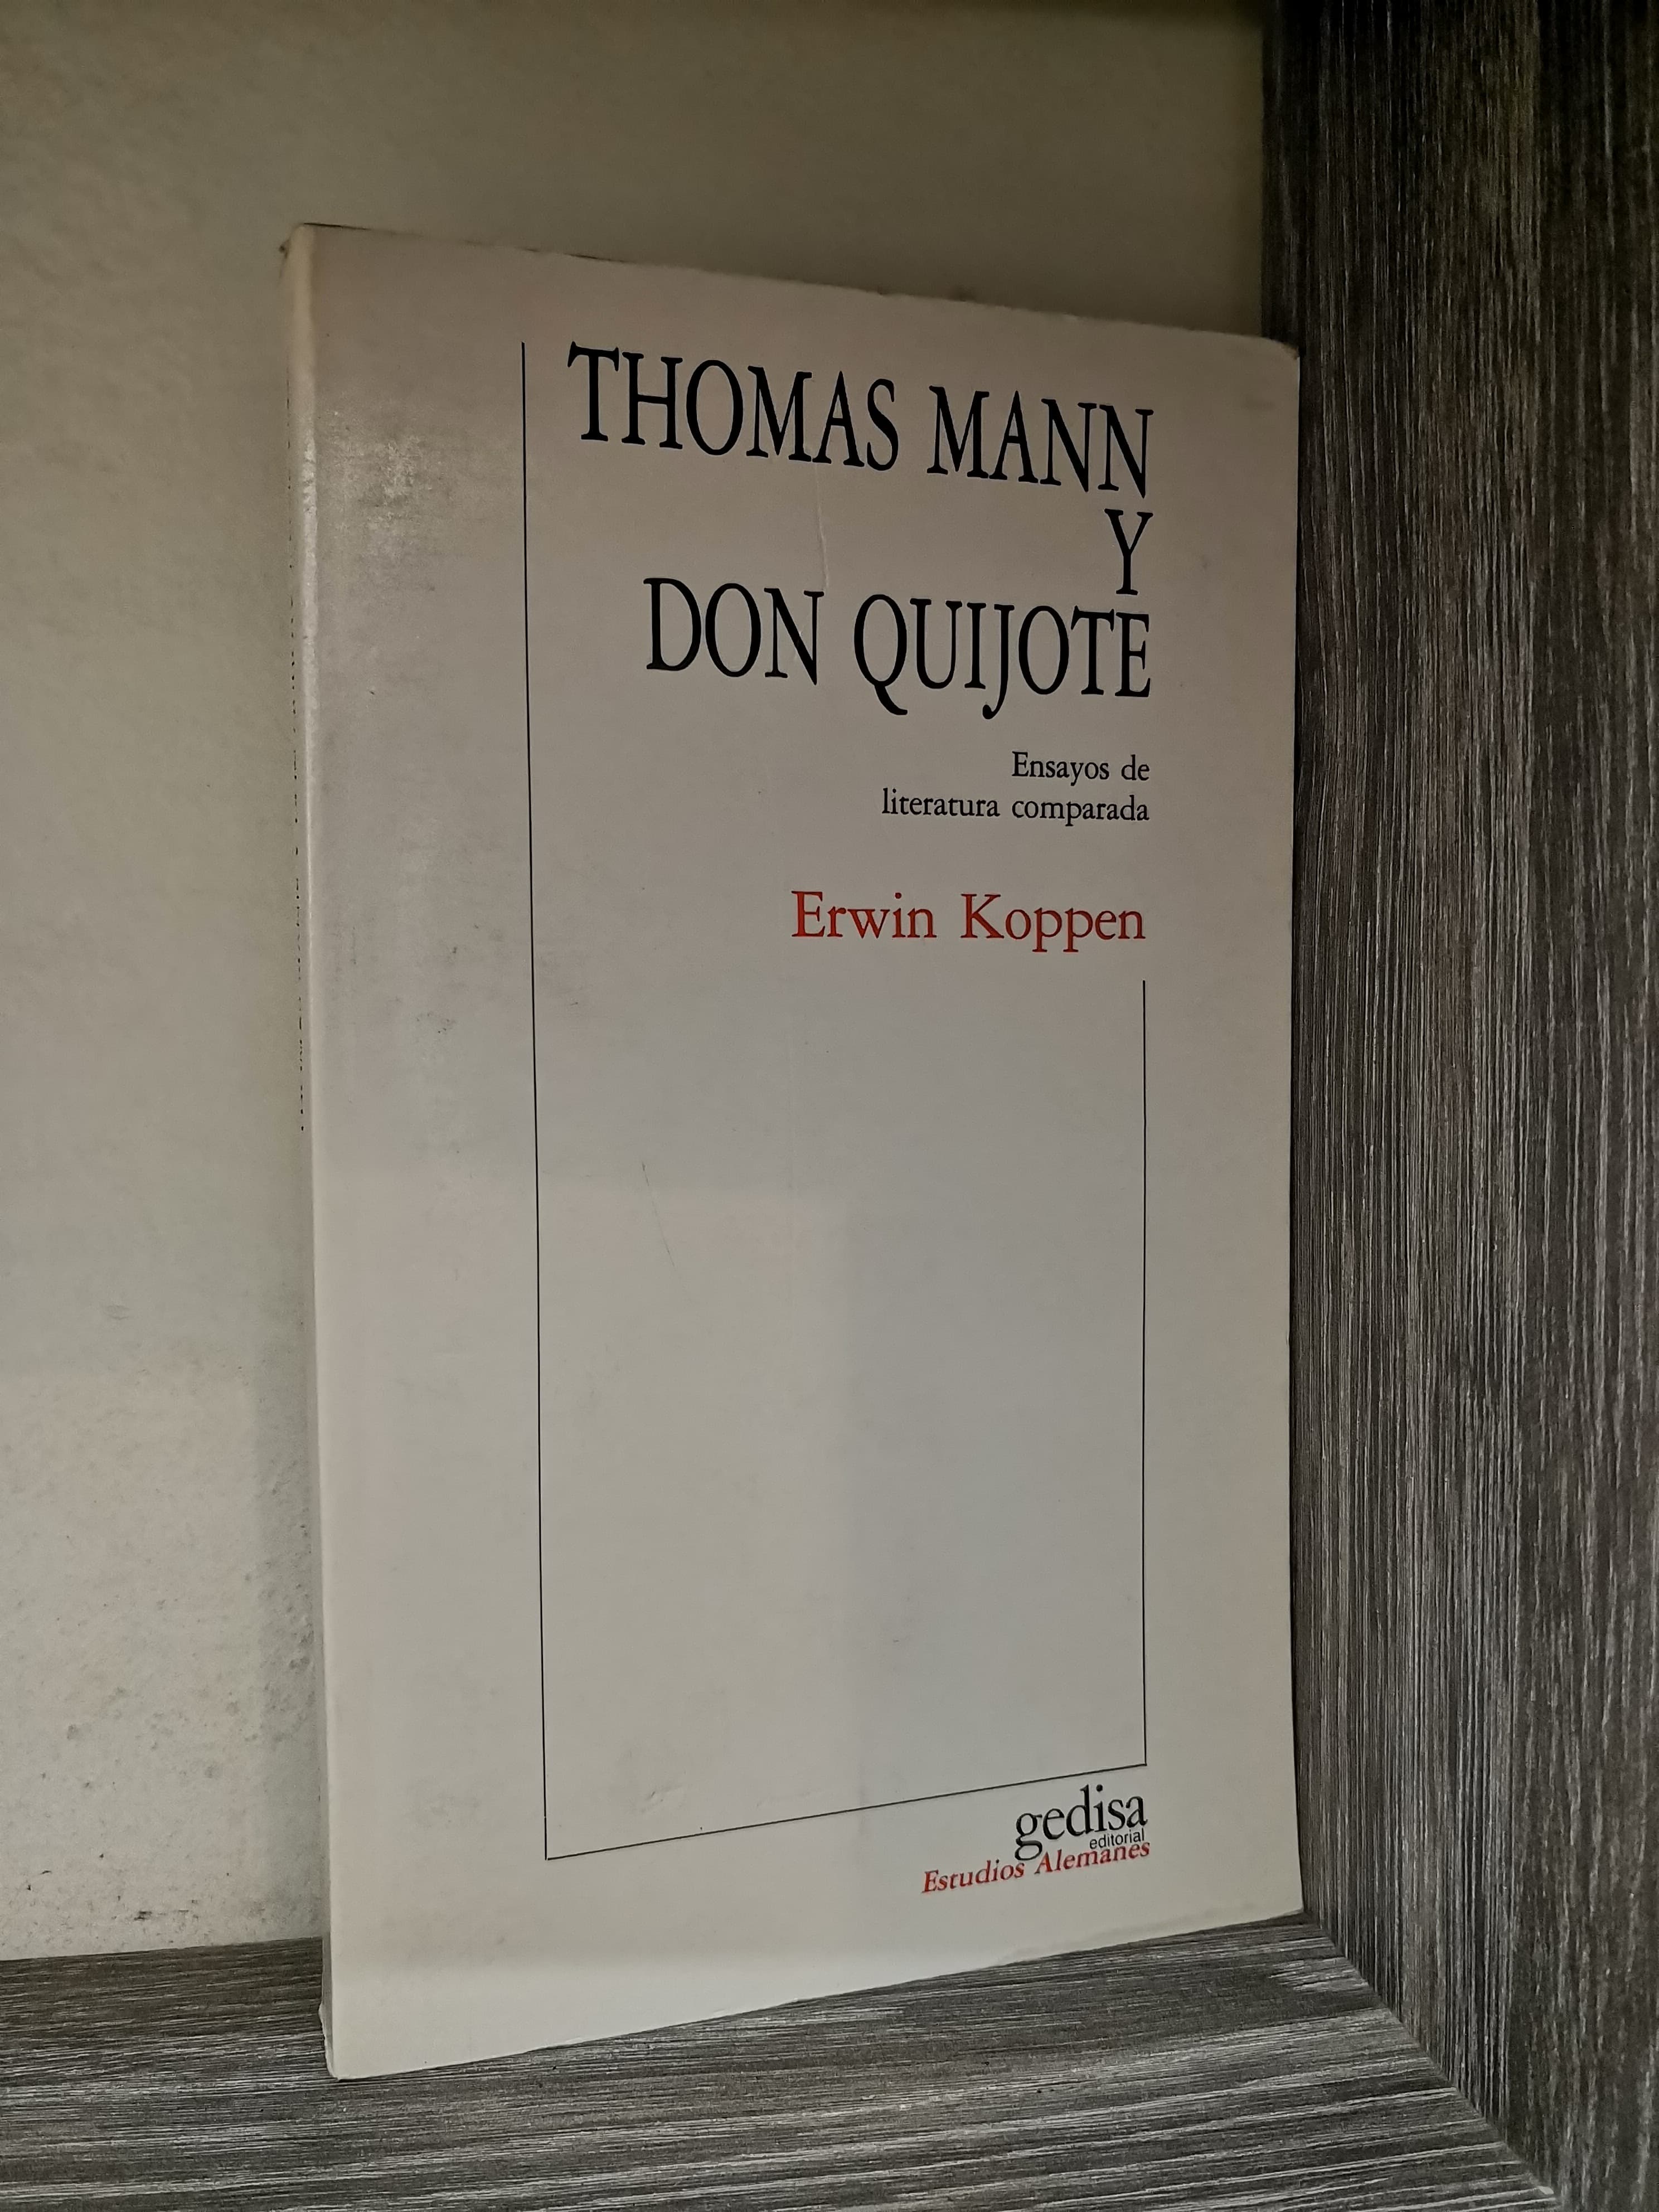 THOMAS MANN
Y
DON QUIJOTE
Ensayos de
literatura comparada
Erwin Koppen
gedisa
editorial
Estudios Alemanes